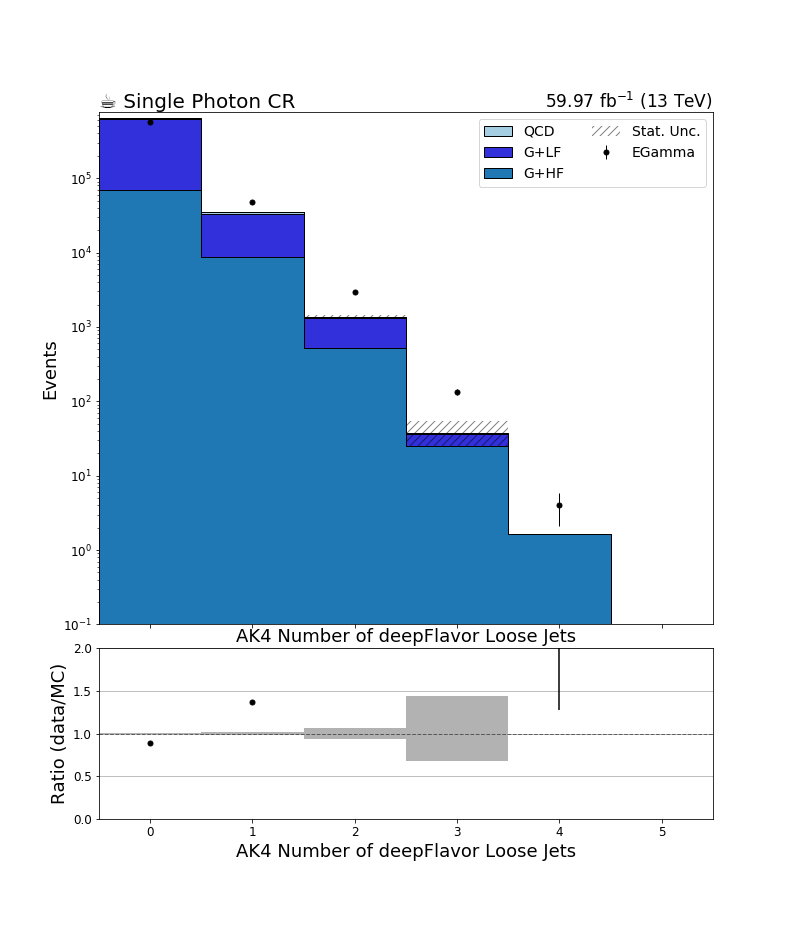 ☕ Single Photon CR
59.97 fb⁻¹ (13 TeV)
QCD
G+LF
G+HF
Stat. Unc.
EGamma
Events
10⁵
10⁴
10³
10²
10¹
10⁰
10⁻¹
AK4 Number of deepFlavor Loose Jets
Ratio (data/MC)
2.0
1.5
1.0
0.5
0.0
0 1 2 3 4 5
AK4 Number of deepFlavor Loose Jets